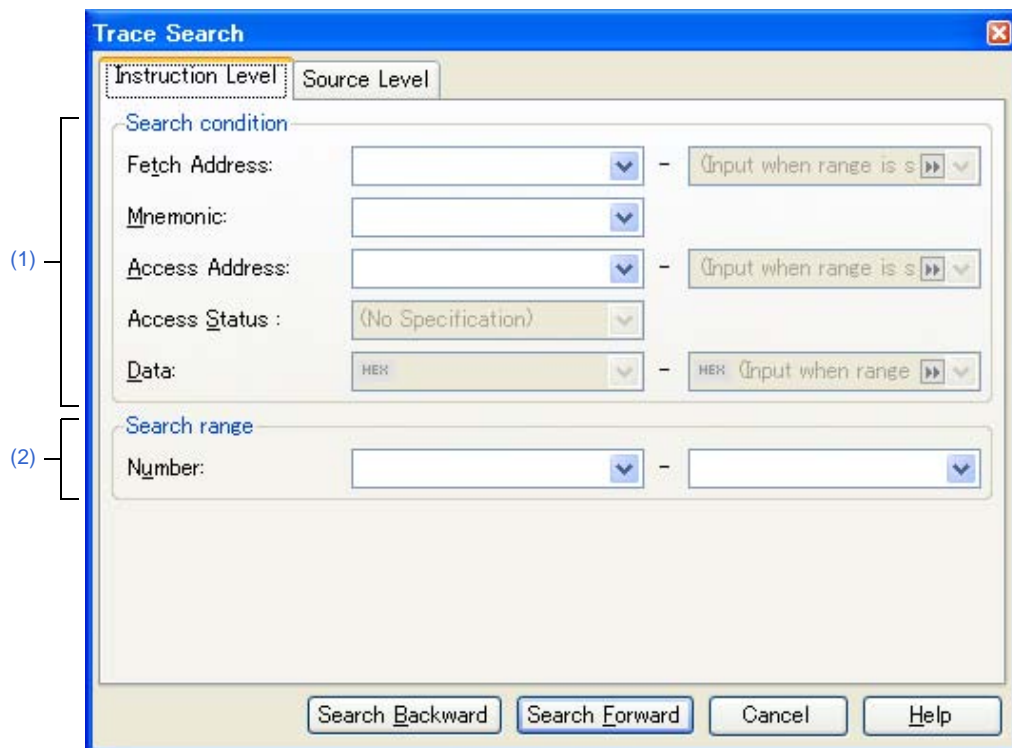 Trace Search
Instruction Level Source Level
Search condition
Fetch Address: - (Input when range is s
Mnemonic:
(1)
Access Address: - (Input when range is s
Access Status : (No Specification)
Data: HEX - HEX (Input when range
Search range
(2)
Number: -
Search Backward Search Forward Cancel Help